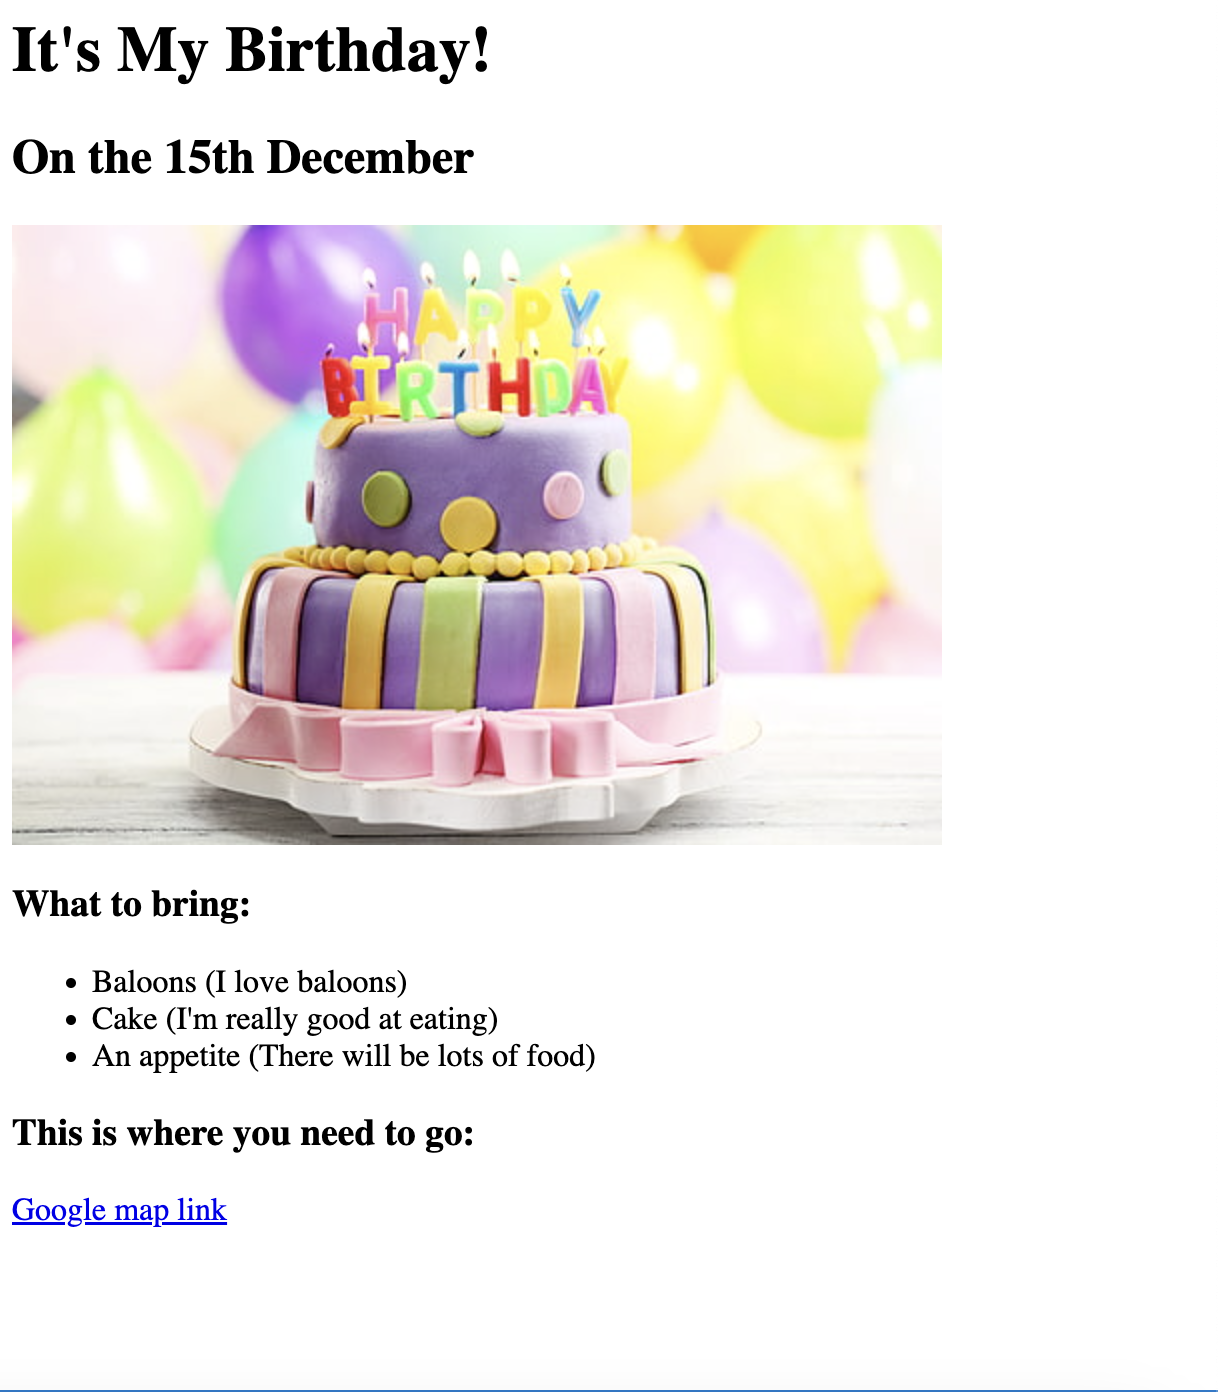 It's My Birthday!
On the 15th December
HAPPY
BIRTHDAY
What to bring:
Baloons (I love baloons)
Cake (I'm really good at eating)
An appetite (There will be lots of food)
This is where you need to go:
Google map link